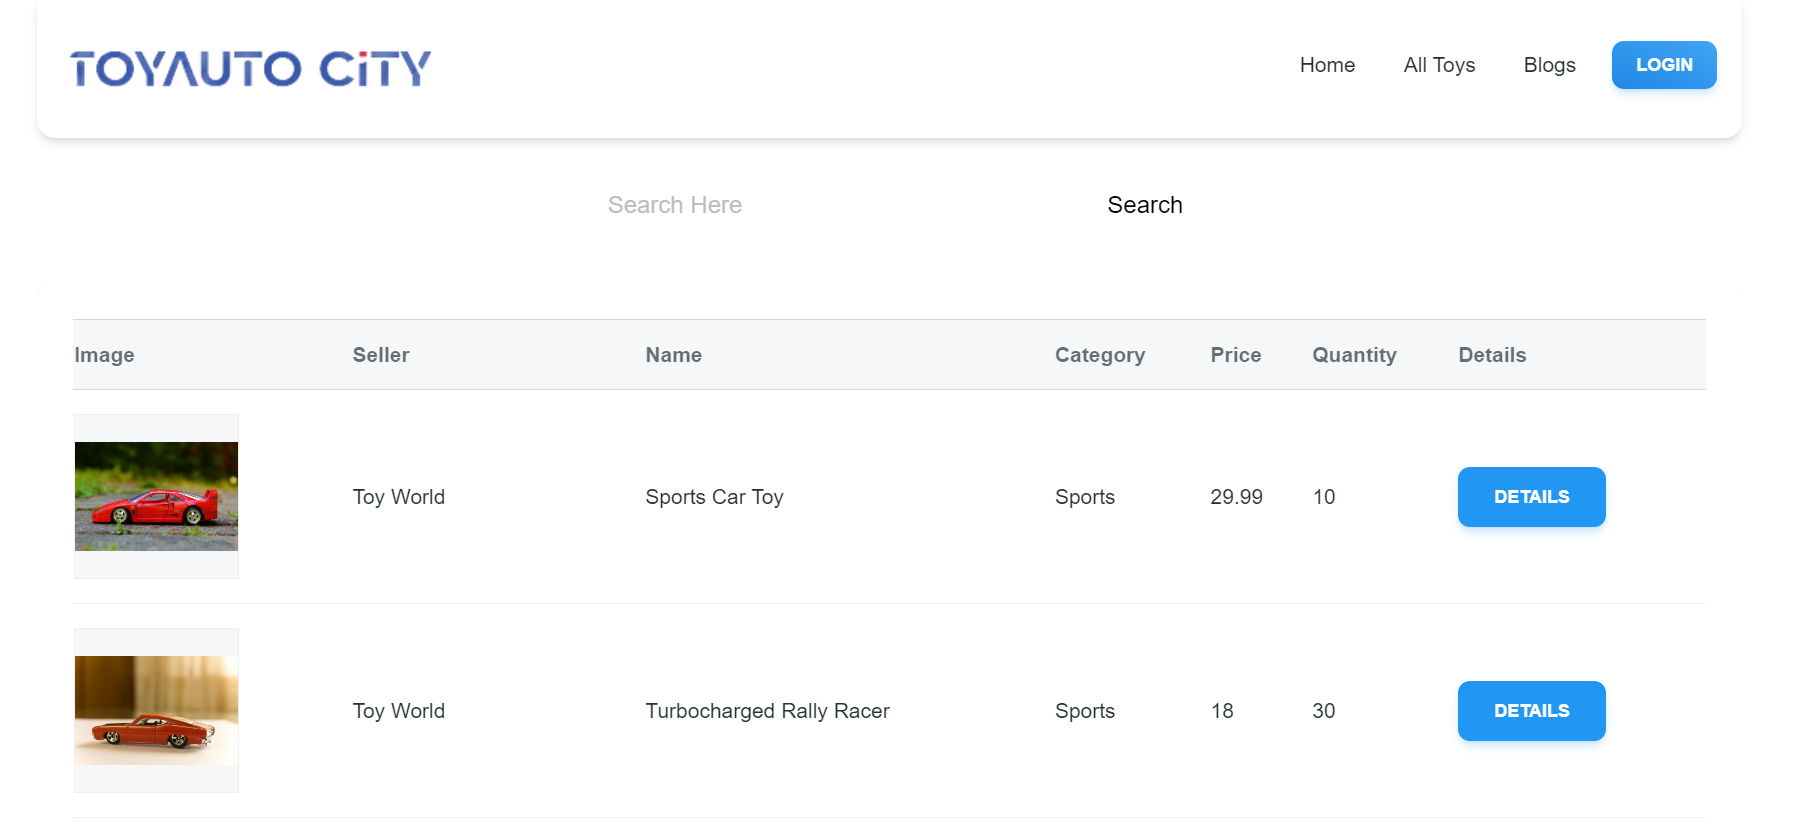 TOYAUTO CiTY
Home All Toys Blogs LOGIN
Search Here Search
Image Seller Name Category Price Quantity Details
Toy World Sports Car Toy Sports 29.99 10 DETAILS
Toy World Turbocharged Rally Racer Sports 18 30 DETAILS